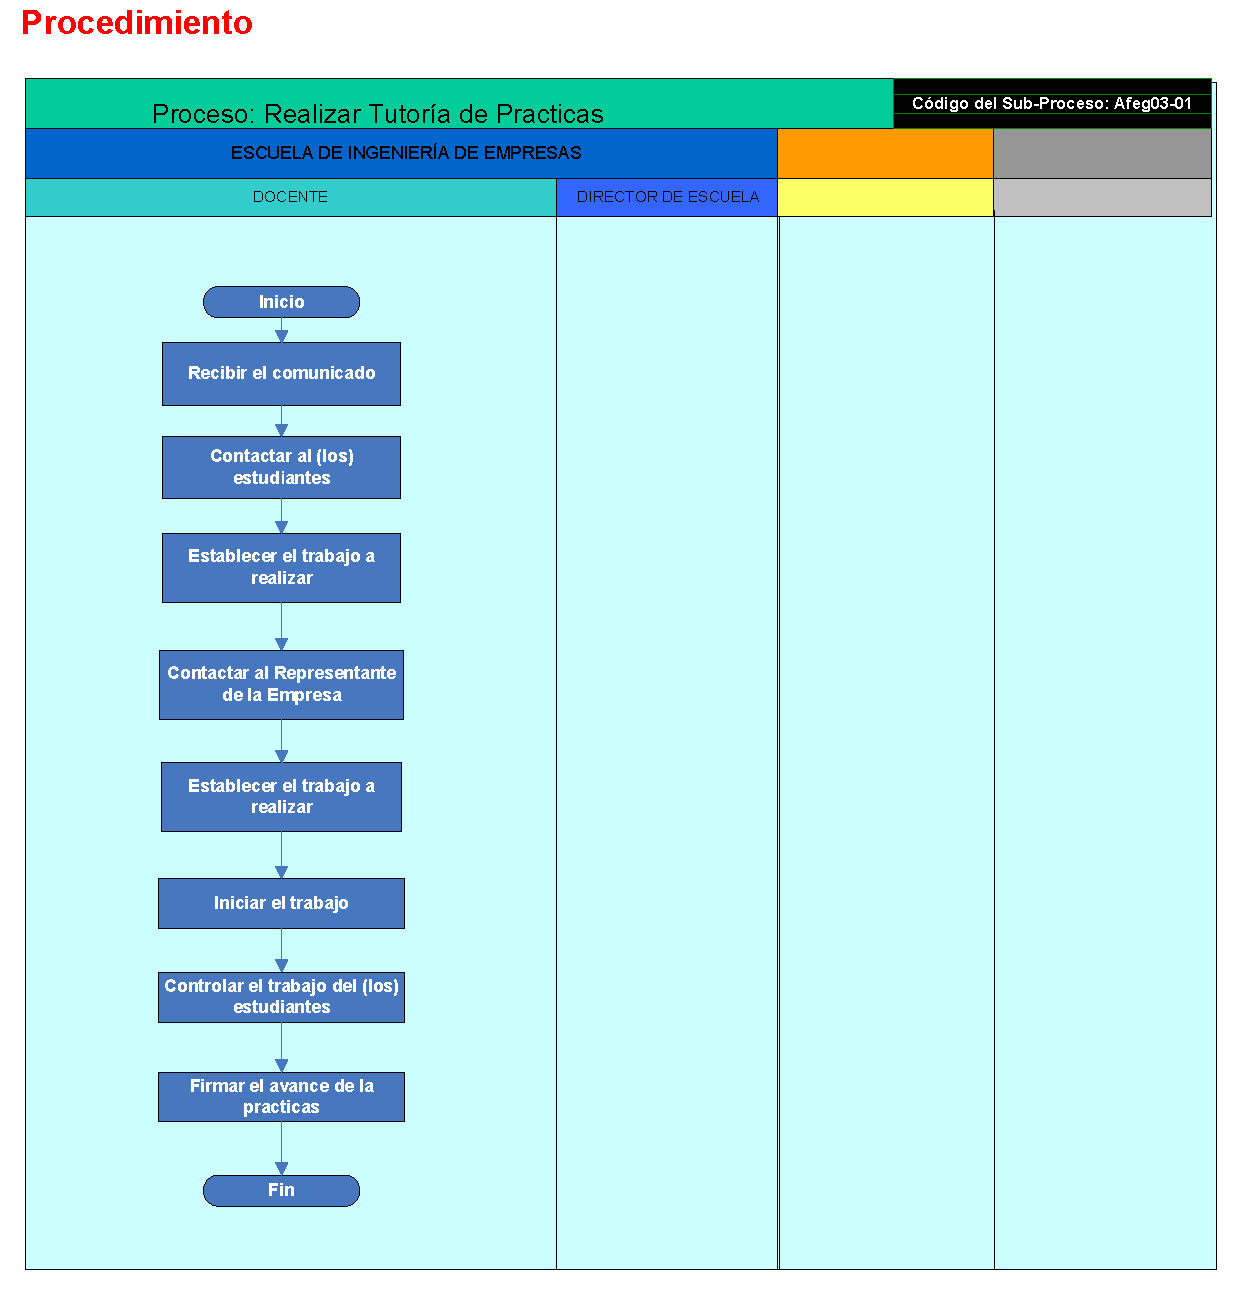 Procedimiento
Proceso: Realizar Tutoría de Practicas
Código del Sub-Proceso: Afeg03-01
ESCUELA DE INGENIERÍA DE EMPRESAS
DOCENTE
DIRECTOR DE ESCUELA
Inicio
Recibir el comunicado
Contactar al (los)
estudiantes
Establecer el trabajo a
realizar
Contactar al Representante
de la Empresa
Establecer el trabajo a
realizar
Iniciar el trabajo
Controlar el trabajo del (los)
estudiantes
Firmar el avance de la
practicas
Fin